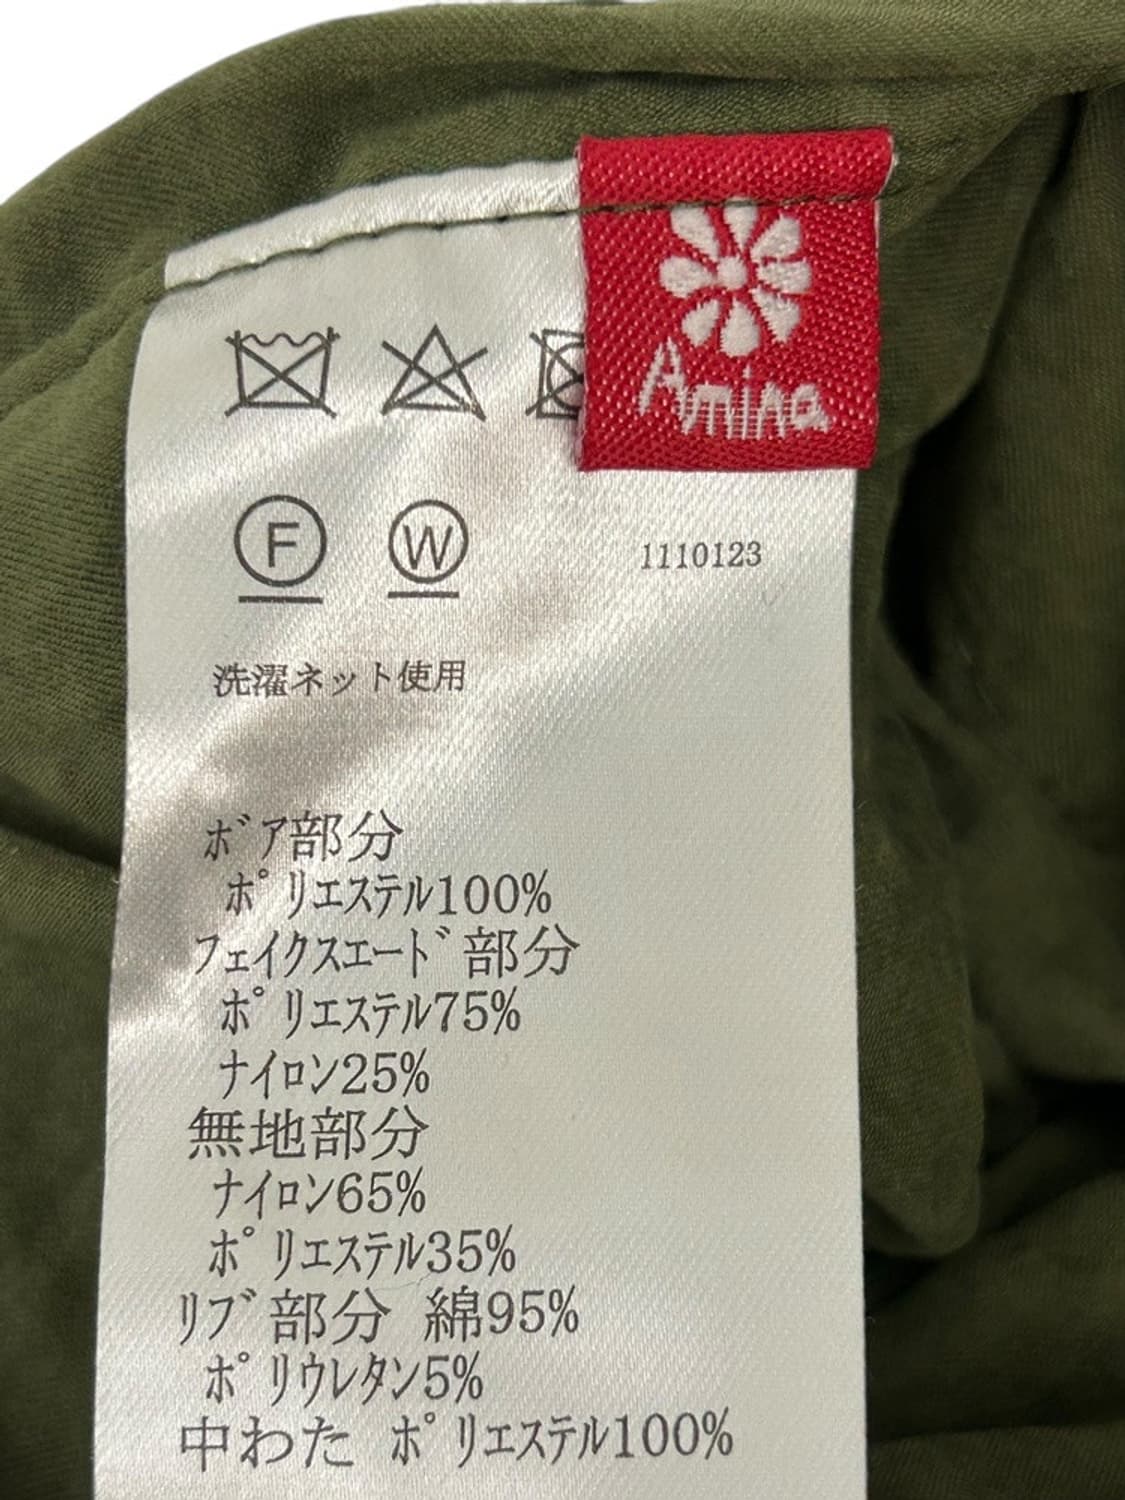 Amina
F W
1110123
洗濯ネット使用
ボア部分
ポリエステル100%
フェイクスエード部分
ポリエステル75%
ナイロン25%
無地部分
ナイロン65%
ポリエステル35%
リブ部分 綿95%
ポリウレタン5%
中わた ポリエステル100%